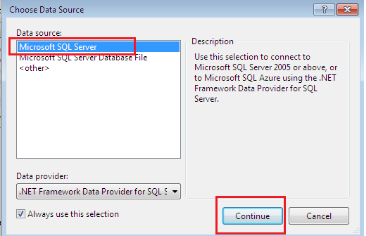 Choose Data Source
Data source:
Microsoft SQL Server
Microsoft SQL Server Database File
<other>
Description
Use this selection to connect to
Microsoft SQL Server 2005 or above, or
to Microsoft SQL Azure using the .NET
Framework Data Provider for SQL
Server.
Data provider:
.NET Framework Data Provider for SQL S
Always use this selection
Continue
Cancel